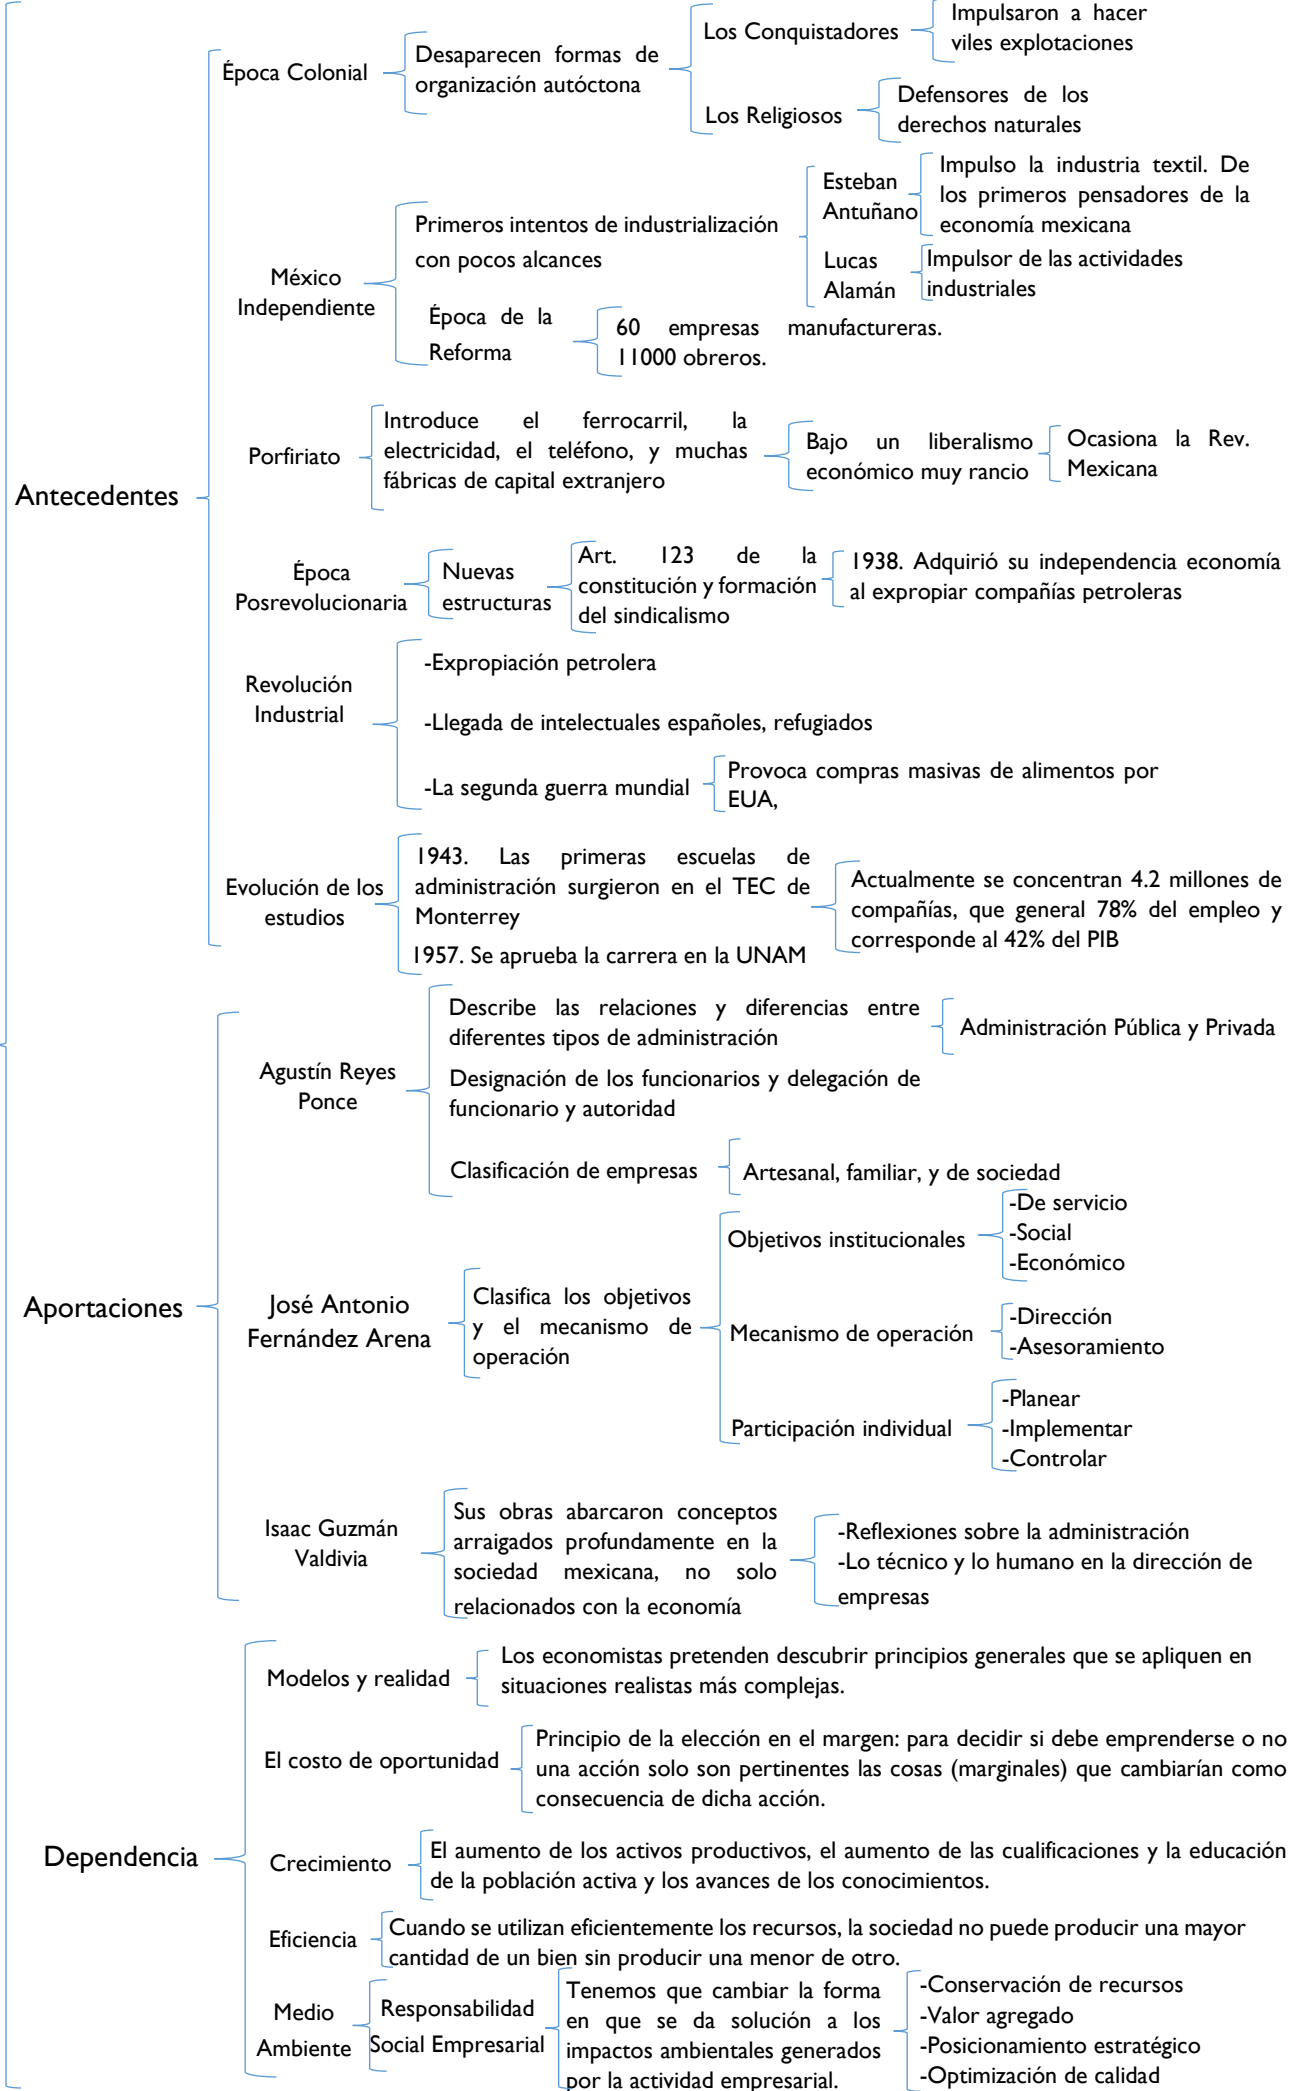 Antecedentes
Época Colonial
Desaparecen formas de
organización autóctona
Los Conquistadores
Impulsaron a hacer
viles explotaciones
Los Religiosos
Defensores de los
derechos naturales
México
Independiente
Primeros intentos de industrialización
con pocos alcances
Esteban
Antuñano
Impulso la industria textil. De
los primeros pensadores de la
economía mexicana
Lucas
Alamán
Impulsor de las actividades
industriales
Época de la
Reforma
60 empresas manufactureras.
11000 obreros.
Porfiriato
Introduce el ferrocarril, la
electricidad, el teléfono, y muchas
fábricas de capital extranjero
Bajo un liberalismo
económico muy rancio
Ocasiona la Rev.
Mexicana
Época
Posrevolucionaria
Nuevas
estructuras
Art. 123 de la
constitución y formación
del sindicalismo
1938. Adquirió su independencia economía
al expropiar compañías petroleras
Revolución
Industrial
-Expropiación petrolera
-Llegada de intelectuales españoles, refugiados
-La segunda guerra mundial
Provoca compras masivas de alimentos por
EUA,
Evolución de los
estudios
1943. Las primeras escuelas de
administración surgieron en el TEC de
Monterrey
1957. Se aprueba la carrera en la UNAM
Actualmente se concentran 4.2 millones de
compañías, que general 78% del empleo y
corresponde al 42% del PIB
Aportaciones
Agustín Reyes
Ponce
Describe las relaciones y diferencias entre
diferentes tipos de administración
Administración Pública y Privada
Designación de los funcionarios y delegación de
funcionario y autoridad
Clasificación de empresas
Artesanal, familiar, y de sociedad
José Antonio
Fernández Arena
Clasifica los objetivos
y el mecanismo de
operación
Objetivos institucionales
-De servicio
-Social
-Económico
Mecanismo de operación
-Dirección
-Asesoramiento
Participación individual
-Planear
-Implementar
-Controlar
Isaac Guzmán
Valdivia
Sus obras abarcaron conceptos
arraigados profundamente en la
sociedad mexicana, no solo
relacionados con la economía
-Reflexiones sobre la administración
-Lo técnico y lo humano en la dirección de
empresas
Dependencia
Modelos y realidad
Los economistas pretenden descubrir principios generales que se apliquen en
situaciones realistas más complejas.
El costo de oportunidad
Principio de la elección en el margen: para decidir si debe emprenderse o no
una acción solo son pertinentes las cosas (marginales) que cambiarían como
consecuencia de dicha acción.
Crecimiento
El aumento de los activos productivos, el aumento de las cualificaciones y la educación
de la población activa y los avances de los conocimientos.
Eficiencia
Cuando se utilizan eficientemente los recursos, la sociedad no puede producir una mayor
cantidad de un bien sin producir una menor de otro.
Medio
Ambiente
Responsabilidad
Social Empresarial
Tenemos que cambiar la forma
en que se da solución a los
impactos ambientales generados
por la actividad empresarial.
-Conservación de recursos
-Valor agregado
-Posicionamiento estratégico
-Optimización de calidad